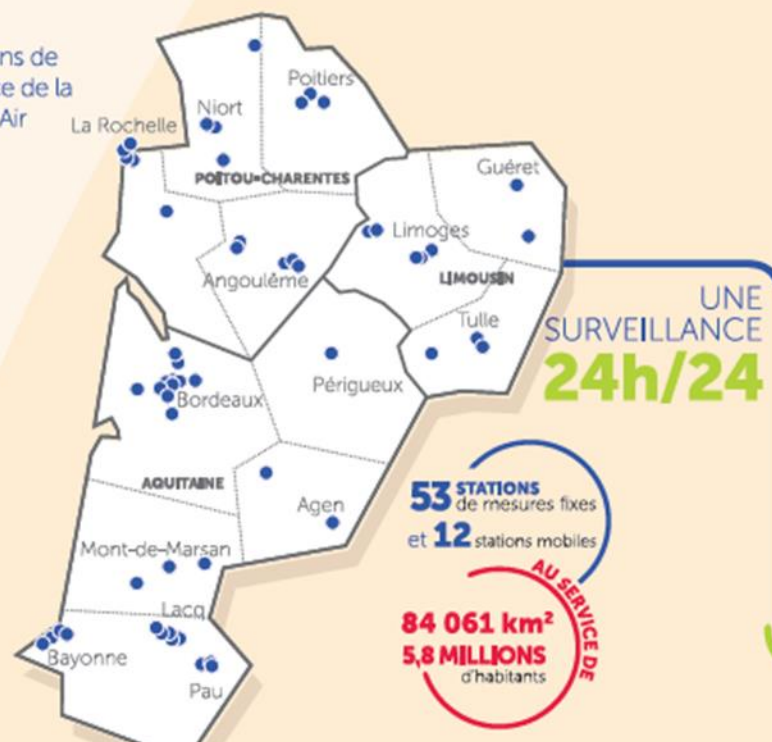 ns de
e de la
Air
La Rochelle
Niort
Poitiers
POITOU-CHARENTES
Guéret
Limoges
Angoulême
LIMOUSIN
Tulle
UNE
SURVEILLANCE
24h/24
Périgueux
Bordeaux
AQUITAINE
Agen
53 STATIONS
de mesures fixes
et 12 stations mobiles
Mont-de-Marsan
AU SERVICE DE
84 061 km²
5,8 MILLIONS
d'habitants
Lacq
Bayonne
Pau